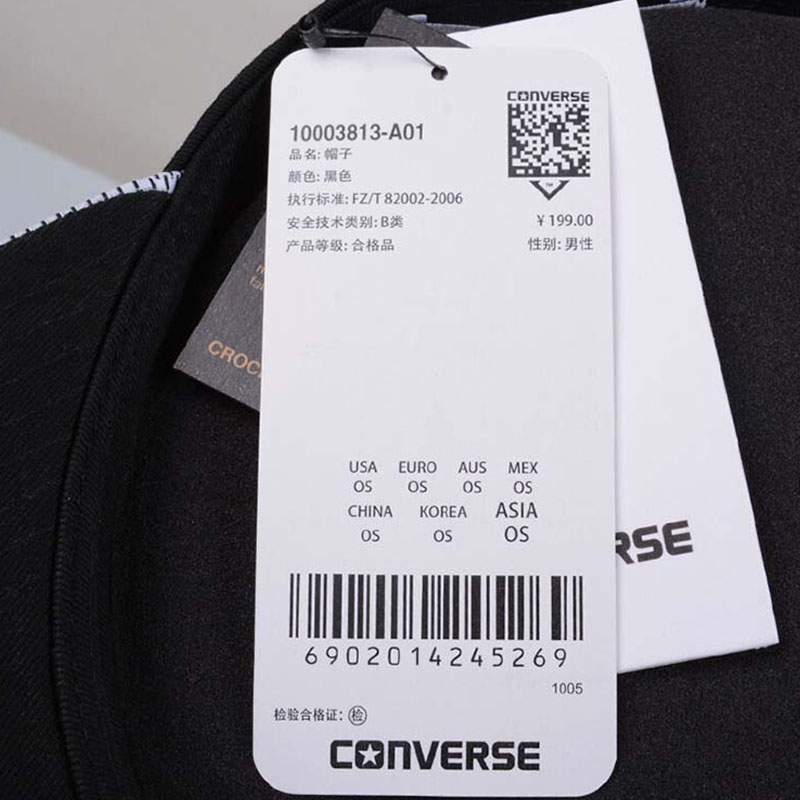 CONVERSE
10003813-A01
品名: 帽子
颜色: 黑色
执行标准: FZ/T 82002-2006
安全技术类别: B类
¥ 199.00
产品等级: 合格品
性别: 男性
CROC
USA EURO AUS MEX
OS OS OS OS
CHINA KOREA ASIA
OS OS OS
RSE
6902014245269
1005
检验合格证: 检
CONVERSE